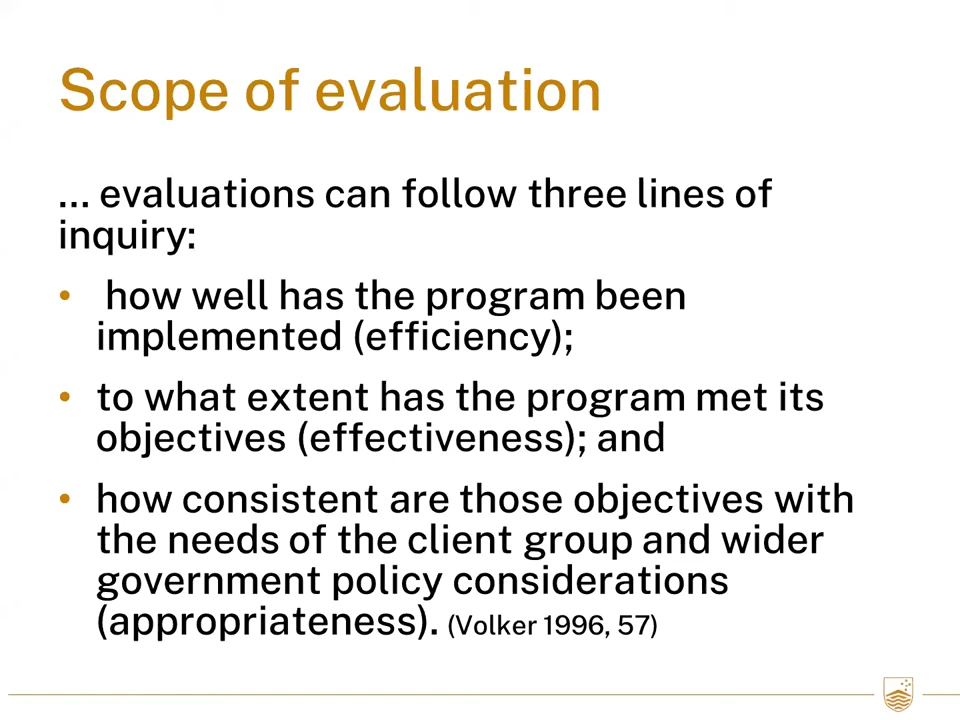 Scope of evaluation
... evaluations can follow three lines of
inquiry:
• how well has the program been
implemented (efficiency);
• to what extent has the program met its
objectives (effectiveness); and
• how consistent are those objectives with
the needs of the client group and wider
government policy considerations
(appropriateness). (Volker 1996, 57)